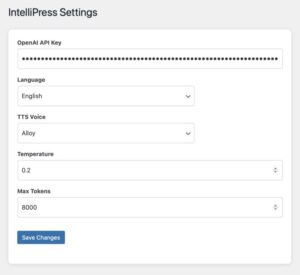 IntelliPress Settings
OpenAI API Key
Language
English
TTS Voice
Alloy
Temperature
0.2
Max Tokens
8000
Save Changes